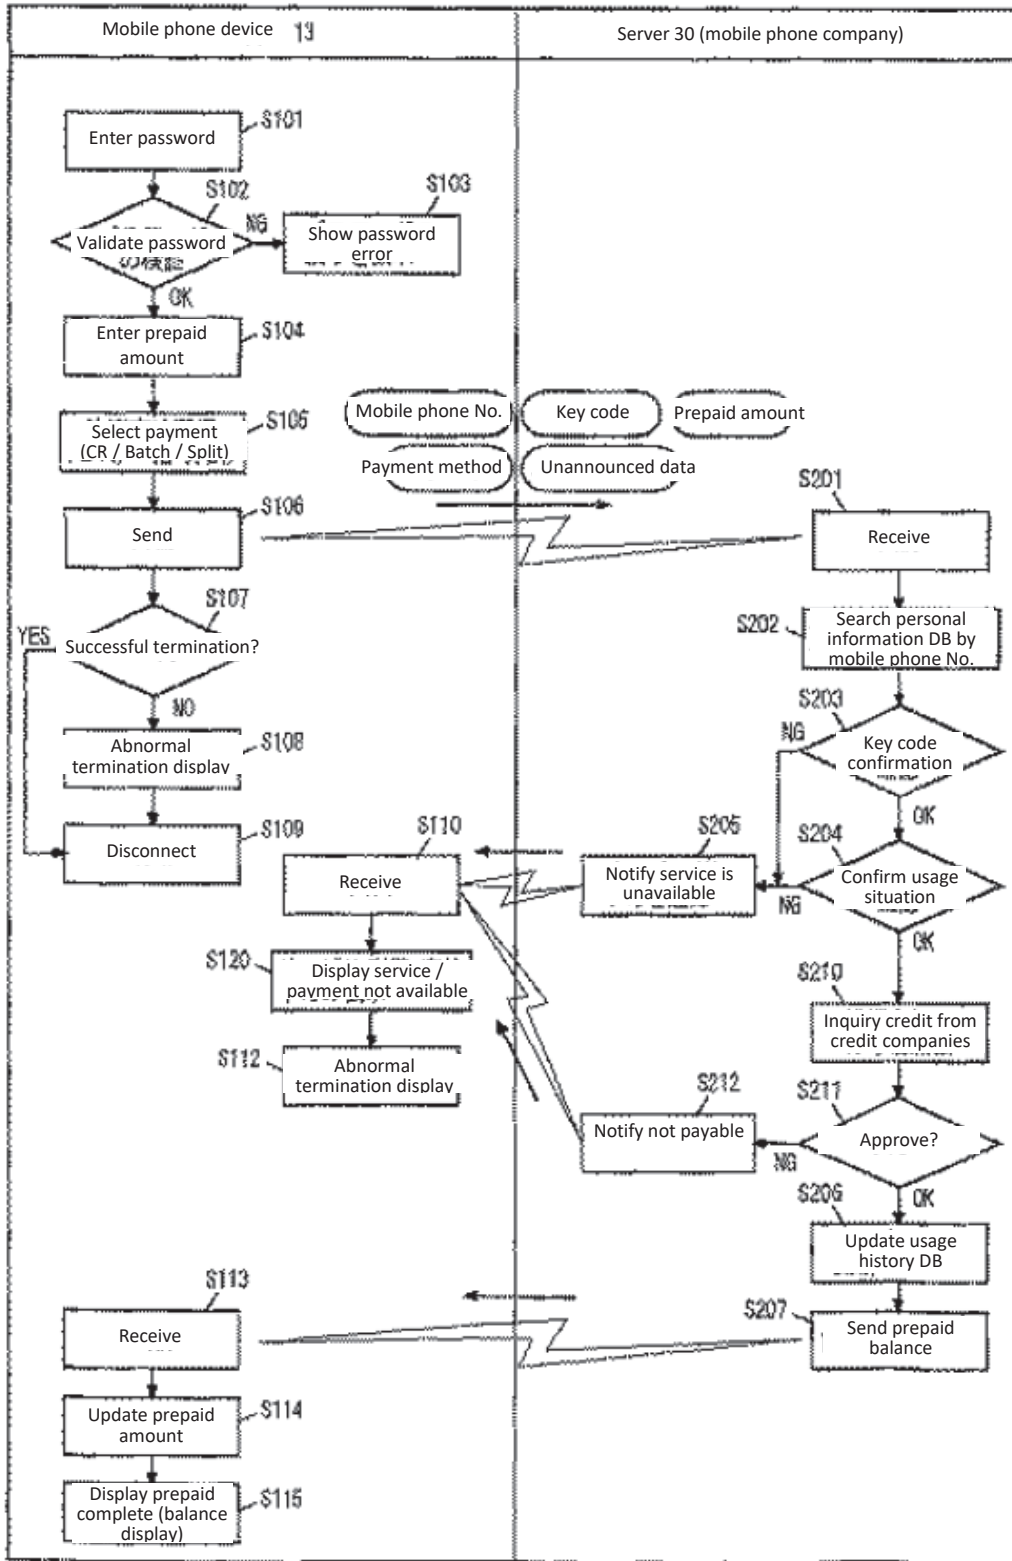 Mobile phone device 13
Server 30 (mobile phone company)
S101
Enter password
S102
Validate password
の検証
NG
S103
Show password
error
OK
S104
Enter prepaid
amount
S105
Select payment
(CR / Batch / Split)
Mobile phone No.
Key code
Prepaid amount
Payment method
Unannounced data
S106
Send
S201
Receive
S107
YES
Successful termination?
NO
S202
Search personal
information DB by
mobile phone No.
S203
NG
Key code
confirmation
OK
S108
Abnormal
termination display
S109
Disconnect
S110
Receive
S205
Notify service is
unavailable
S204
NG
Confirm usage
situation
OK
S120
Display service /
payment not available
S112
Abnormal
termination display
S210
Inquiry credit from
credit companies
S211
Approve?
NG
OK
S212
Notify not payable
S206
Update usage
history DB
S207
Send prepaid
balance
S113
Receive
S114
Update prepaid
amount
S115
Display prepaid
complete (balance
display)